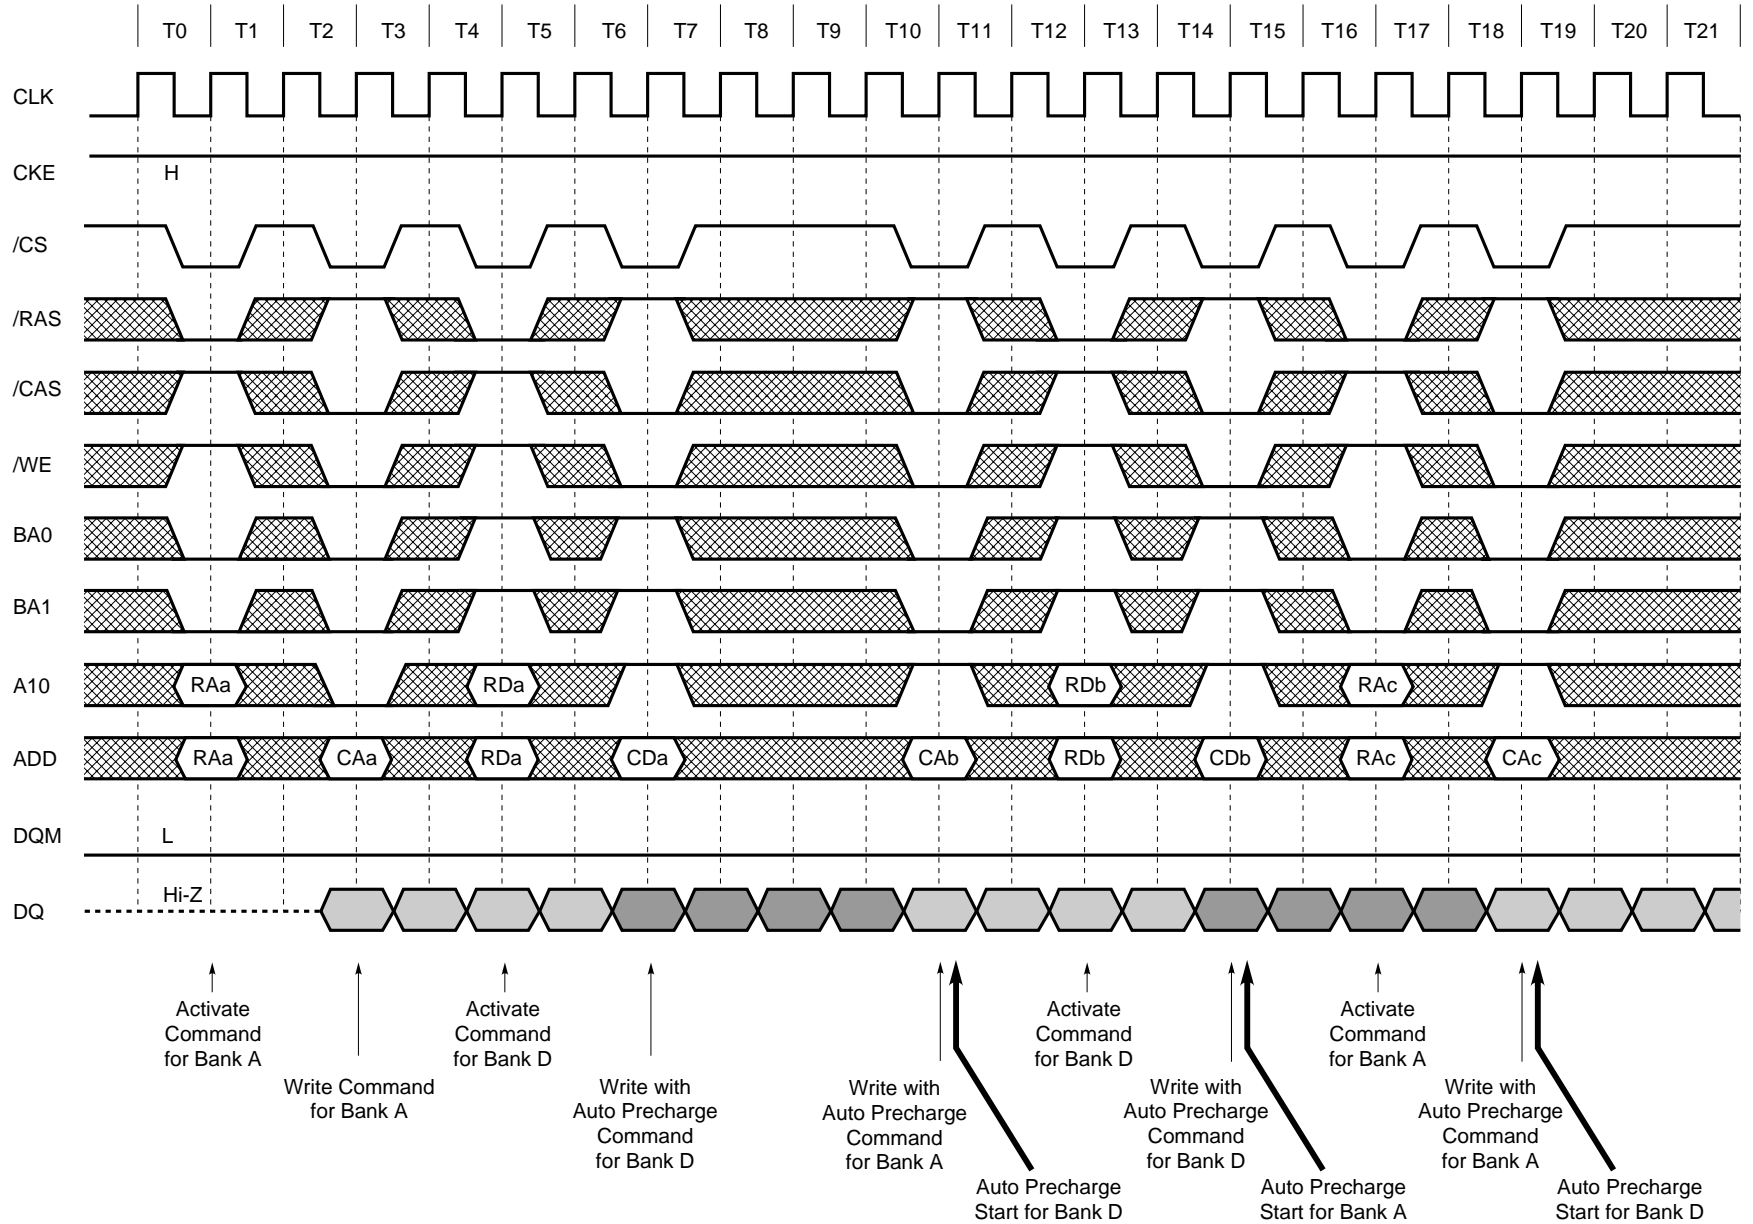 T0 T1 T2 T3 T4 T5 T6 T7 T8 T9 T10 T11 T12 T13 T14 T15 T16 T17 T18 T19 T20 T21
CLK
CKE H
/CS
/RAS
/CAS
/WE
BA0
BA1
A10 RAa RDa RDb RAc
ADD RAa CAa RDa CDa CAb RDb CDb RAc CAc
DQM L
DQ Hi-Z
Activate
Command
for Bank A
Write Command
for Bank A
Activate
Command
for Bank D
Write with
Auto Precharge
Command
for Bank D
Write with
Auto Precharge
Command
for Bank A
Auto Precharge
Start for Bank D
Activate
Command
for Bank D
Write with
Auto Precharge
Command
for Bank D
Auto Precharge
Start for Bank A
Activate
Command
for Bank A
Write with
Auto Precharge
Command
for Bank A
Auto Precharge
Start for Bank D